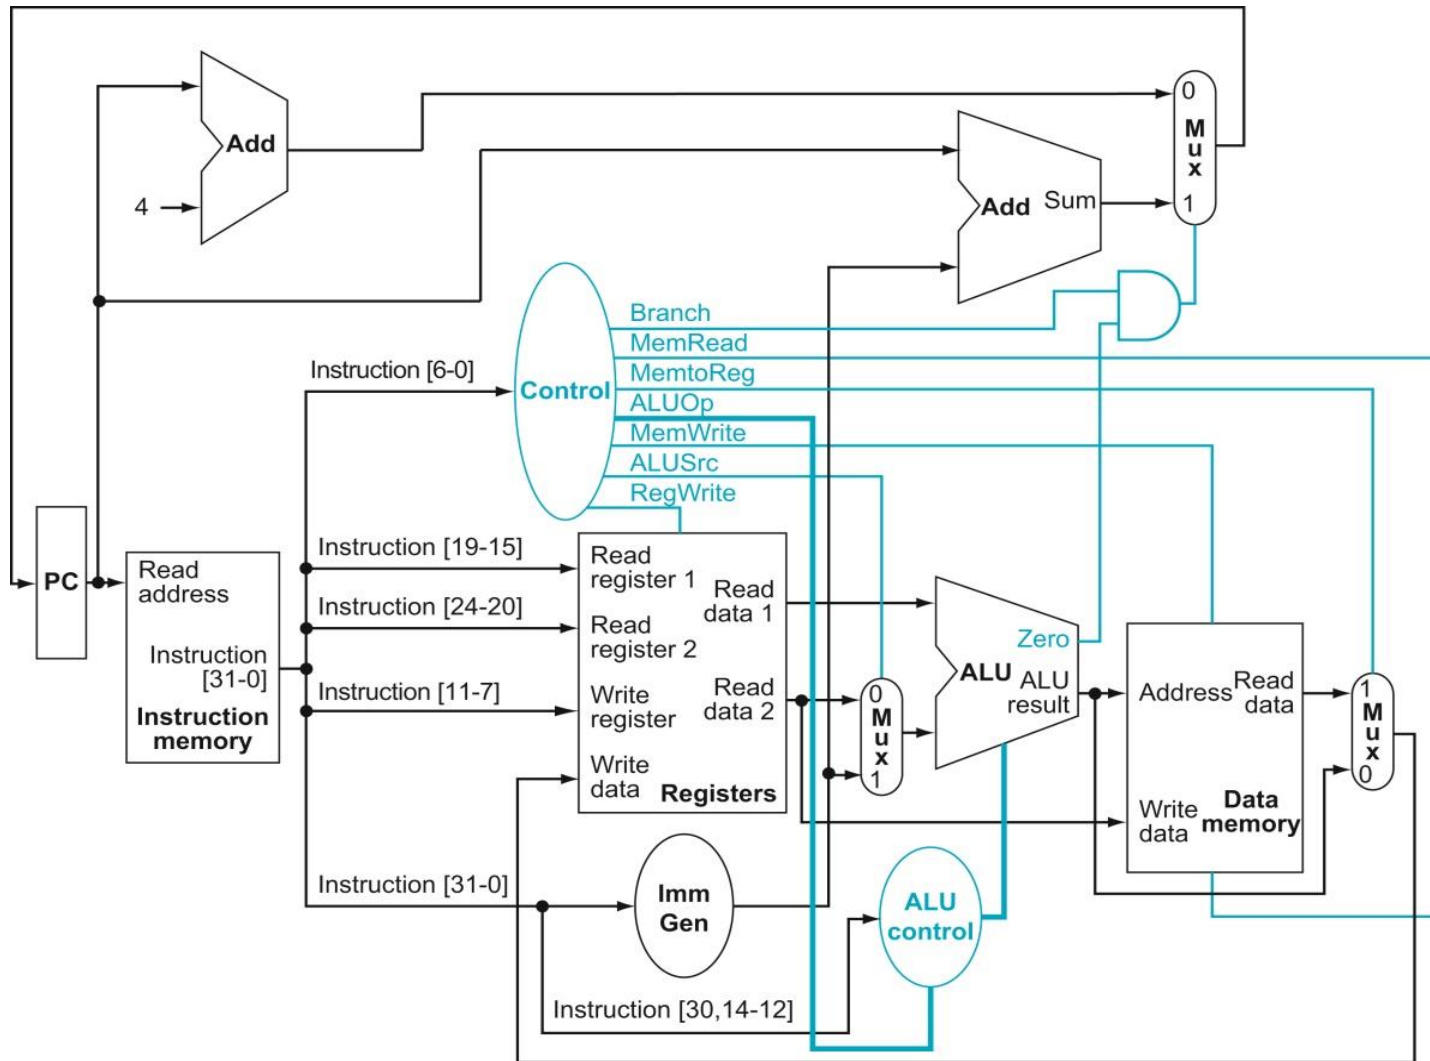 0
M
u
x
1
Add
4
Add Sum
Branch
MemRead
MemtoReg
ALUOp
MemWrite
ALUSrc
RegWrite
Instruction [6-0]
Control
PC
Read
address
Instruction
[31-0]
Instruction
memory
Instruction [19-15]
Instruction [24-20]
Instruction [11-7]
Instruction [31-0]
Read
register 1
Read
register 2
Write
register
Write
data
Read
data 1
Read
data 2
Registers
0
M
u
x
1
Zero
ALU
ALU
result
Address
Read
data
Write
data
Data
memory
1
M
u
x
0
Imm
Gen
ALU
control
Instruction [30,14-12]